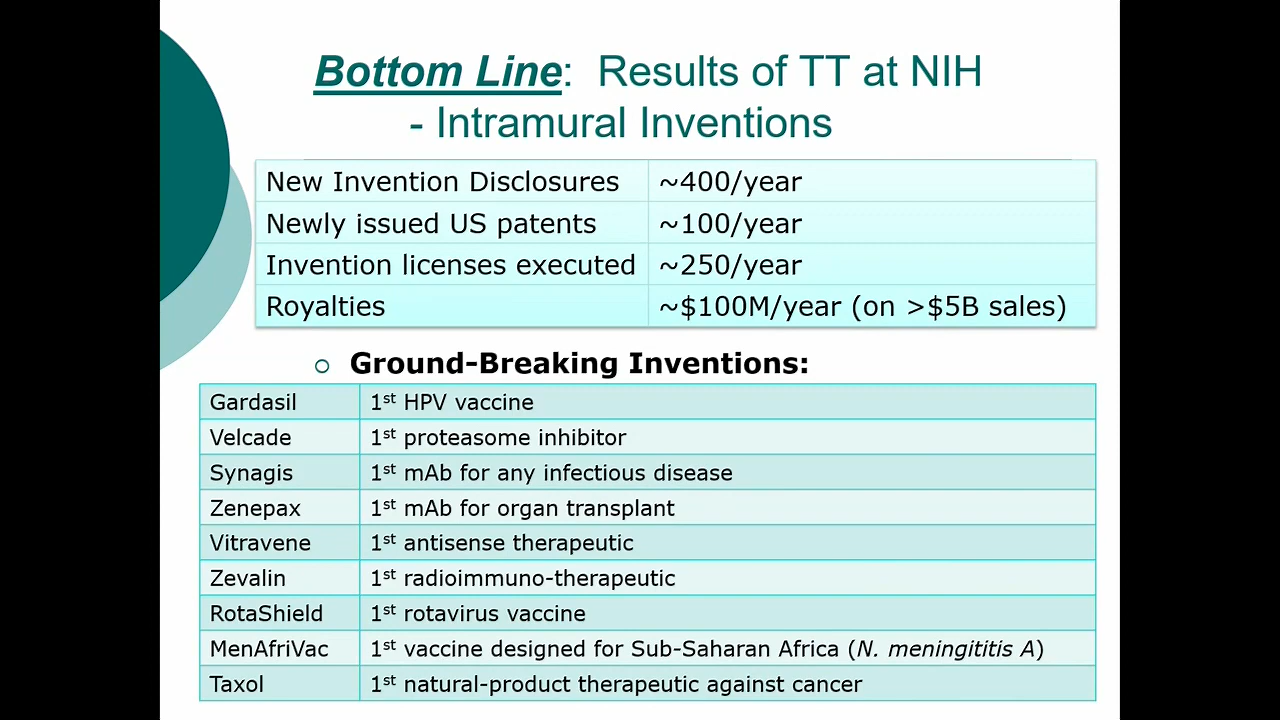 Bottom Line: Results of TT at NIH
- Intramural Inventions
New Invention Disclosures ~400/year
Newly issued US patents ~100/year
Invention licenses executed ~250/year
Royalties ~$100M/year (on >$5B sales)
Ground-Breaking Inventions:
Gardasil 1st HPV vaccine
Velcade 1st proteasome inhibitor
Synagis 1st mAb for any infectious disease
Zenepax 1st mAb for organ transplant
Vitravene 1st antisense therapeutic
Zevalin 1st radioimmuno-therapeutic
RotaShield 1st rotavirus vaccine
MenAfriVac 1st vaccine designed for Sub-Saharan Africa (N. meningititis A)
Taxol 1st natural-product therapeutic against cancer